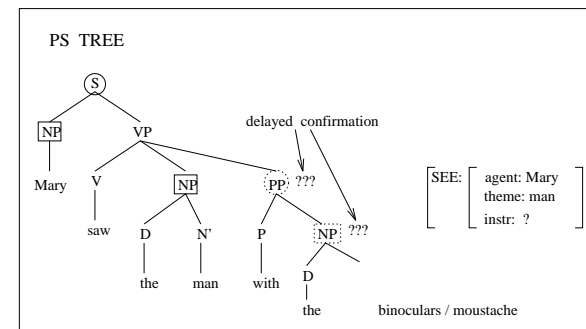 PS TREE
S
delayed confirmation
NP VP
Mary V NP PP ???
SEE: agent: Mary
theme: man
instr: ?
saw D N' P NP ???
the man with D
the binoculars / moustache